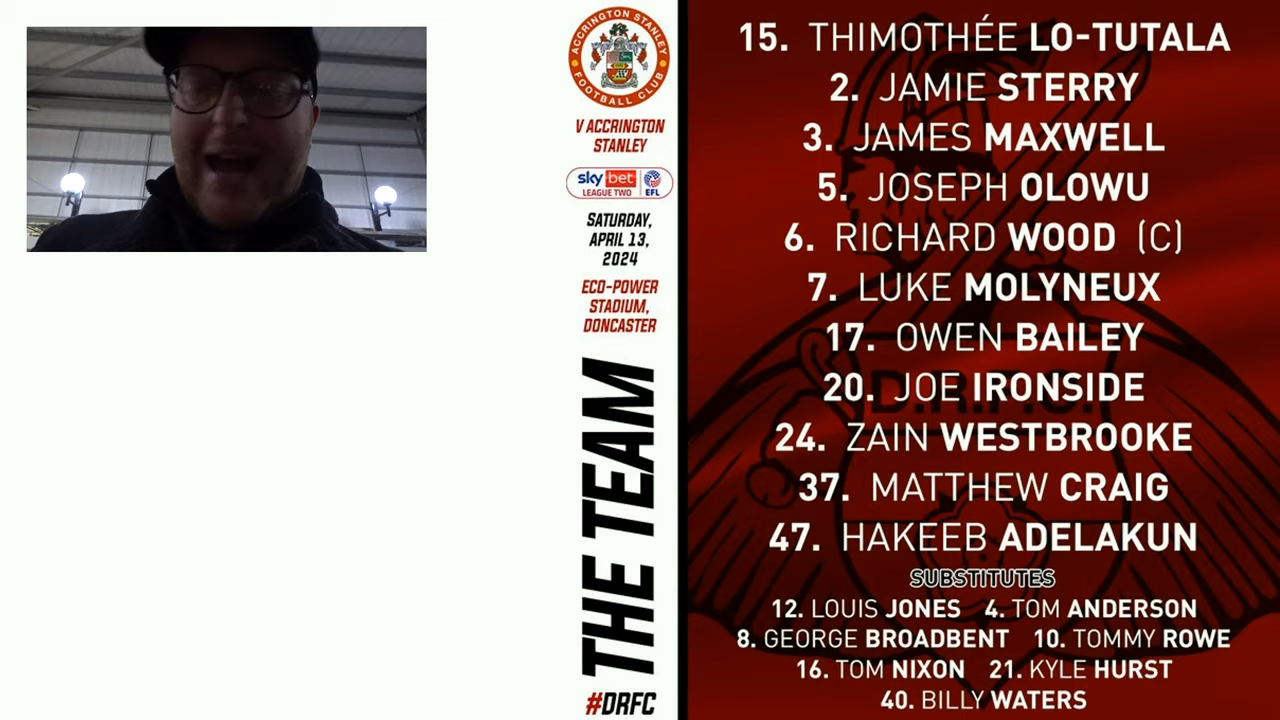 ACCRINGTON STANLEY
FOOTBALL CLUB
V ACCRINGTON
STANLEY
sky bet
LEAGUE TWO
EFL
SATURDAY,
APRIL 13,
2024
ECO-POWER
STADIUM,
DONCASTER
THE TEAM
#DRFC
15. THIMOTHÉE LO-TUTALA
2. JAMIE STERRY
3. JAMES MAXWELL
5. JOSEPH OLOWU
6. RICHARD WOOD (C)
7. LUKE MOLYNEUX
17. OWEN BAILEY
20. JOE IRONSIDE
24. ZAIN WESTBROOKE
37. MATTHEW CRAIG
47. HAKEEB ADELAKUN
SUBSTITUTES
12. LOUIS JONES 4. TOM ANDERSON
8. GEORGE BROADBENT 10. TOMMY ROWE
16. TOM NIXON 21. KYLE HURST
40. BILLY WATERS
D.R.F.C.